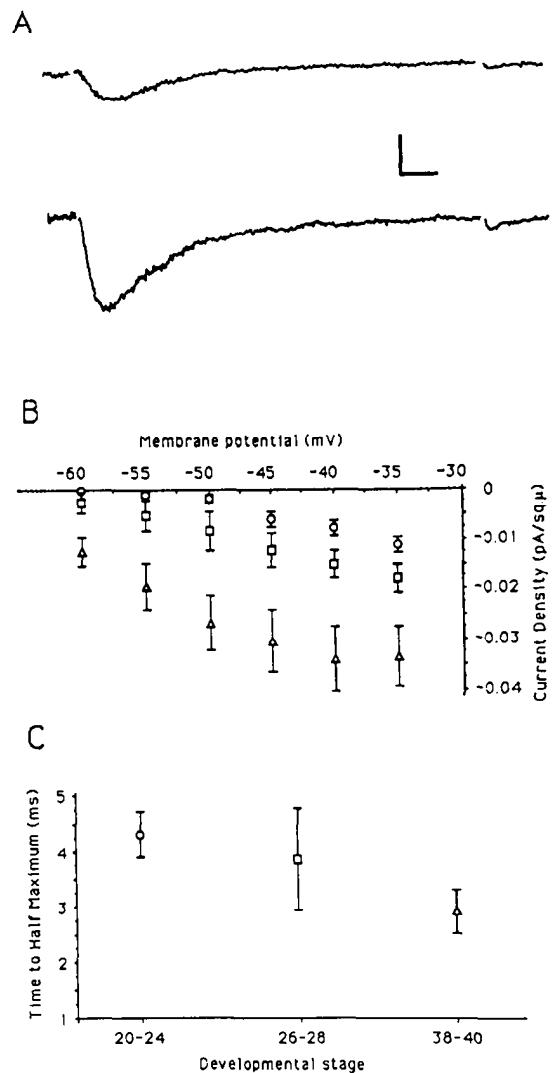 A
B
Membrane potential (mV)
-60 -55 -50 -45 -40 -35 -30
0
-0.01
-0.02
-0.03
-0.04
Current Density (pA/sq.µ)
C
Time to Half Maximum (ms)
5
4
3
2
1
20-24 26-28 38-40
Developmental stage